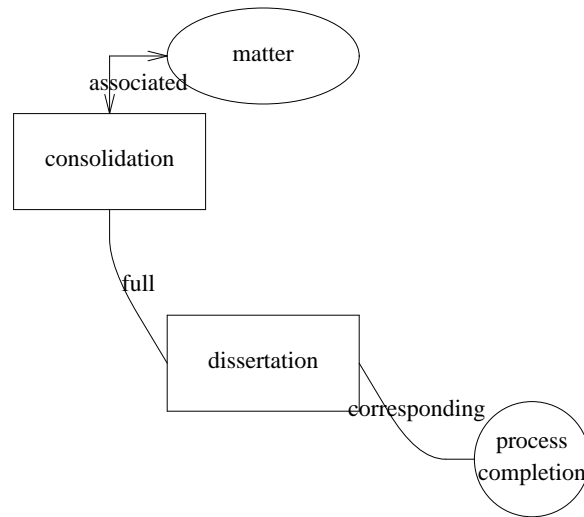 matter
associated
consolidation
full
dissertation
corresponding
process
completion